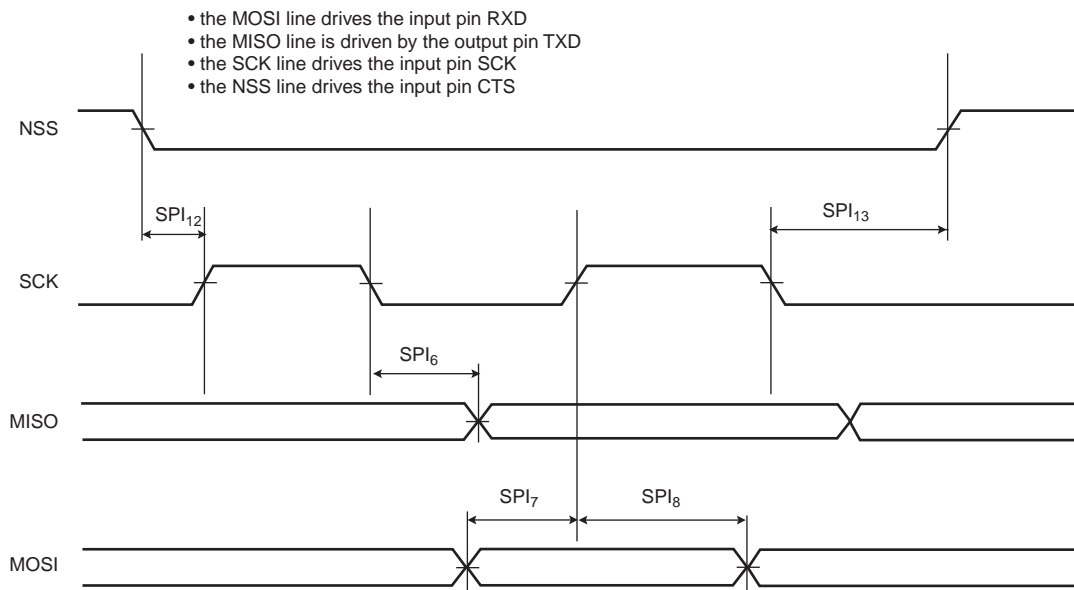 • the MOSI line drives the input pin RXD
• the MISO line is driven by the output pin TXD
• the SCK line drives the input pin SCK
• the NSS line drives the input pin CTS
NSS
SPI₁₂
SPI₁₃
SCK
SPI₆
MISO
SPI₇
SPI₈
MOSI